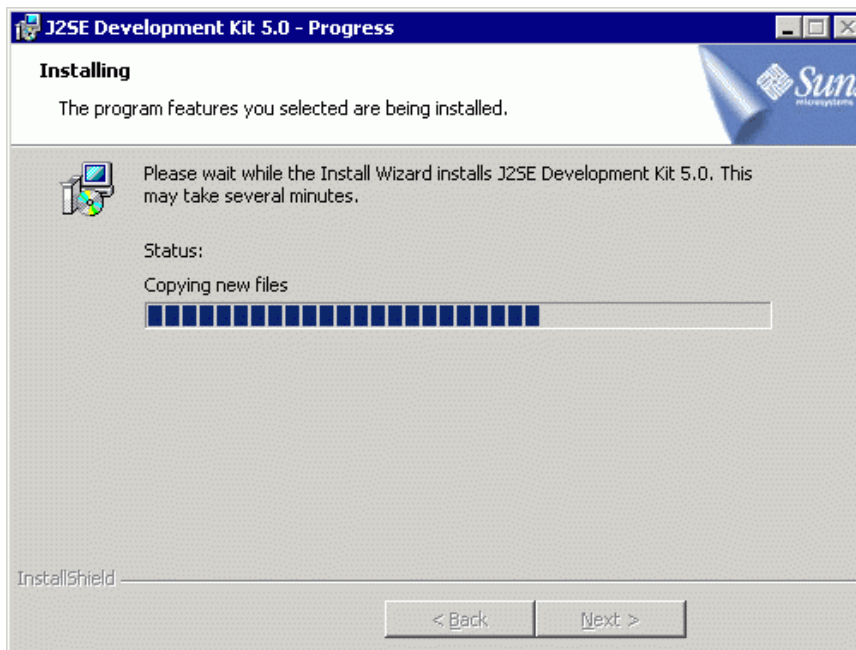 J2SE Development Kit 5.0 - Progress
Installing
The program features you selected are being installed.
Sun
microsystems
Please wait while the Install Wizard installs J2SE Development Kit 5.0. This
may take several minutes.
Status:
Copying new files
InstallShield
< Back
Next >